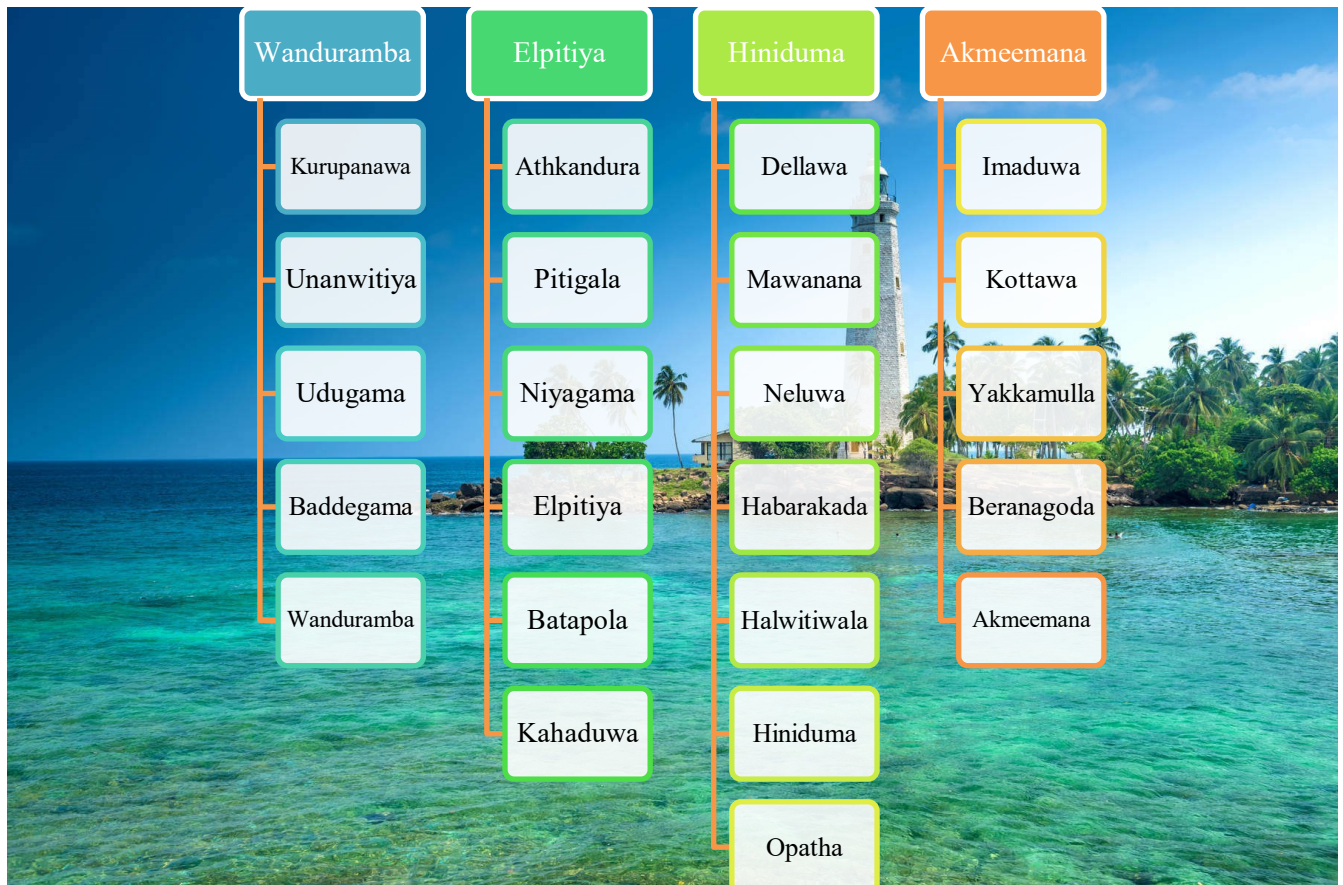 Wanduramba
Kurupanawa
Unanwitiya
Udugama
Baddegama
Wanduramba
Elpitiya
Athkandura
Pitigala
Niyagama
Elpitiya
Batapola
Kahaduwa
Hiniduma
Dellawa
Mawanana
Neluwa
Habarakada
Halwitiwala
Hiniduma
Opatha
Akmeemana
Imaduwa
Kottawa
Yakkamulla
Beranagoda
Akmeemana